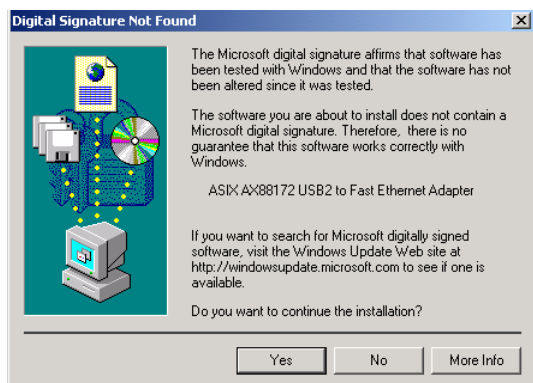 Digital Signature Not Found
The Microsoft digital signature affirms that software has
been tested with Windows and that the software has not
been altered since it was tested.
The software you are about to install does not contain a
Microsoft digital signature. Therefore, there is no
guarantee that this software works correctly with
Windows.
ASIX AX88172 USB2 to Fast Ethernet Adapter
If you want to search for Microsoft digitally signed
software, visit the Windows Update Web site at
http://windowsupdate.microsoft.com to see if one is
available.
Do you want to continue the installation?
Yes No More Info